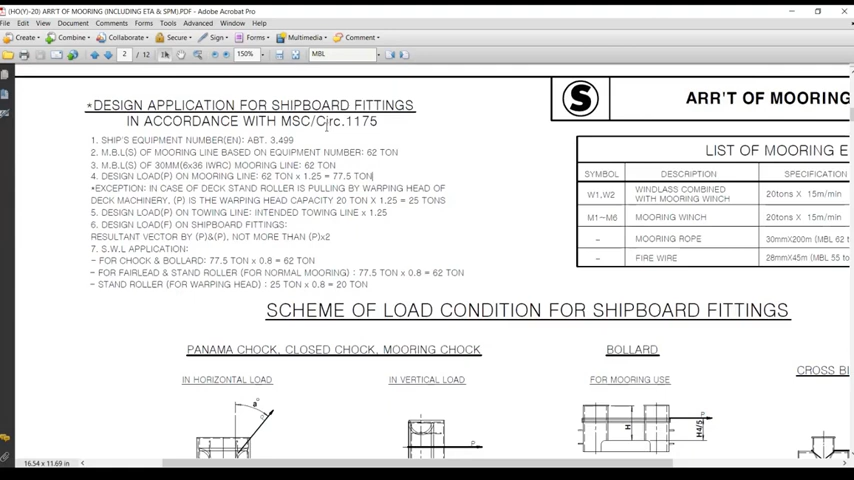 (HO(Y)-20) ARR'T OF MOORING (INCLUDING ETA & SPM).PDF - Adobe Acrobat Pro
File Edit View Document Comments Forms Tools Advanced Window Help
Create Combine Collaborate Secure Sign Forms Multimedia Comment
2 / 12 150% MBL
*DESIGN APPLICATION FOR SHIPBOARD FITTINGS
IN ACCORDANCE WITH MSC/Circ.1175
1. SHIP'S EQUIPMENT NUMBER(EN): ABT. 3,499
2. M.B.L(S) OF MOORING LINE BASED ON EQUIPMENT NUMBER: 62 TON
3. M.B.L(S) OF 30MM(6x36 IWRC) MOORING LINE: 62 TON
4. DESIGN LOAD(P) ON MOORING LINE: 62 TON x 1.25 = 77.5 TON
*EXCEPTION: IN CASE OF DECK STAND ROLLER IS PULLING BY WARPING HEAD OF
DECK MACHINERY, (P) IS THE WARPING HEAD CAPACITY 20 TON X 1.25 = 25 TONS
5. DESIGN LOAD(P) ON TOWING LINE: INTENDED TOWING LINE x 1.25
6. DESIGN LOAD(F) ON SHIPBOARD FITTINGS:
RESULTANT VECTOR BY (P)&(P), NOT MORE THAN (P)x2
7. S.W.L APPLICATION:
- FOR CHOCK & BOLLARD: 77.5 TON x 0.8 = 62 TON
- FOR FAIRLEAD & STAND ROLLER (FOR NORMAL MOORING) : 77.5 TON x 0.8 = 62 TON
- STAND ROLLER (FOR WARPING HEAD) : 25 TON x 0.8 = 20 TON
S
ARR'T OF MOORING
LIST OF MOORING E
SYMBOL DESCRIPTION SPECIFICATION
W1,W2 WINDLASS COMBINED WITH MOORING WINCH 20tons X 15m/min
M1~M6 MOORING WINCH 20tons X 15m/min
- MOORING ROPE 30mmX200m (MBL 62 t
- FIRE WIRE 28mmX45m (MBL 55 to
SCHEME OF LOAD CONDITION FOR SHIPBOARD FITTINGS
PANAMA CHOCK, CLOSED CHOCK, MOORING CHOCK
BOLLARD
CROSS B
IN HORIZONTAL LOAD
IN VERTICAL LOAD
FOR MOORING USE
a°
P
H
P
H4/5
16.54 x 11.69 in